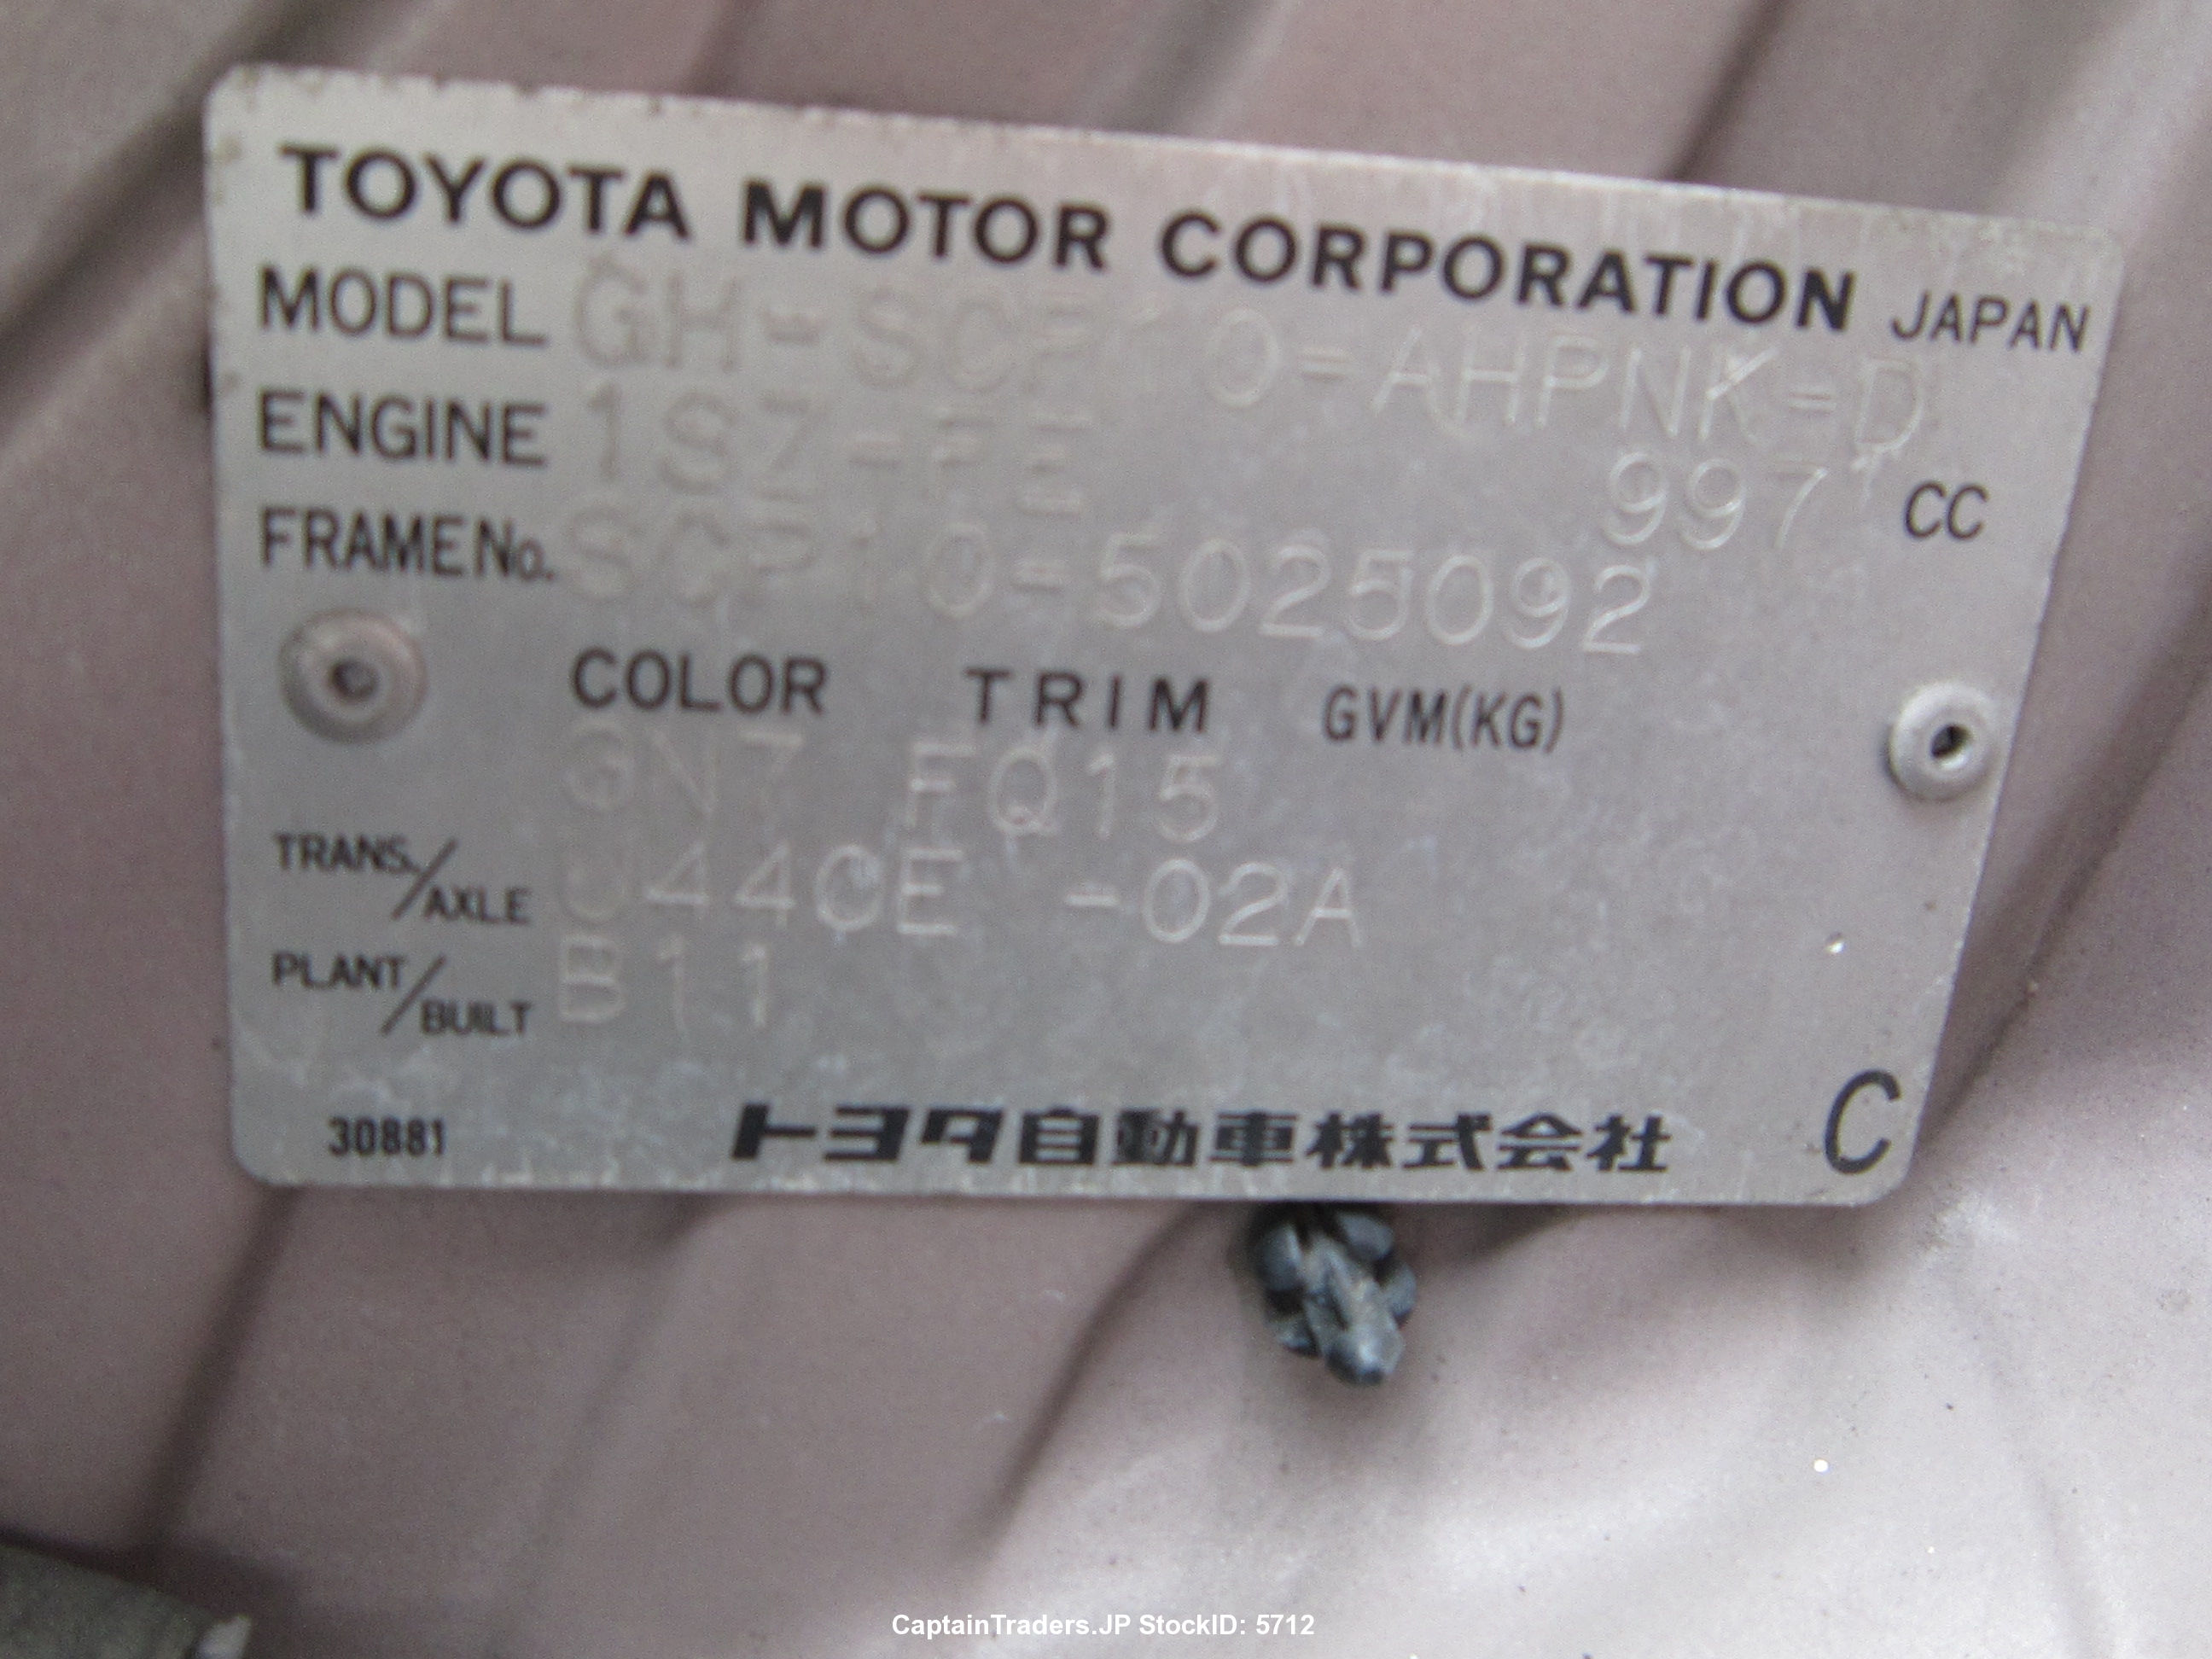 TOYOTA MOTOR CORPORATION JAPAN
MODEL GH-SCP10-AHPNK-D
ENGINE 1SZ-FE 997 CC
FRAME No. SCP10-5025092
COLOR TRIM GVM(KG)
FQ15
TRANS./AXLE U440E -02A
PLANT/BUILT B11
30881 トヨタ自動車株式会社 C
CaptainTraders.JP StockID: 5712